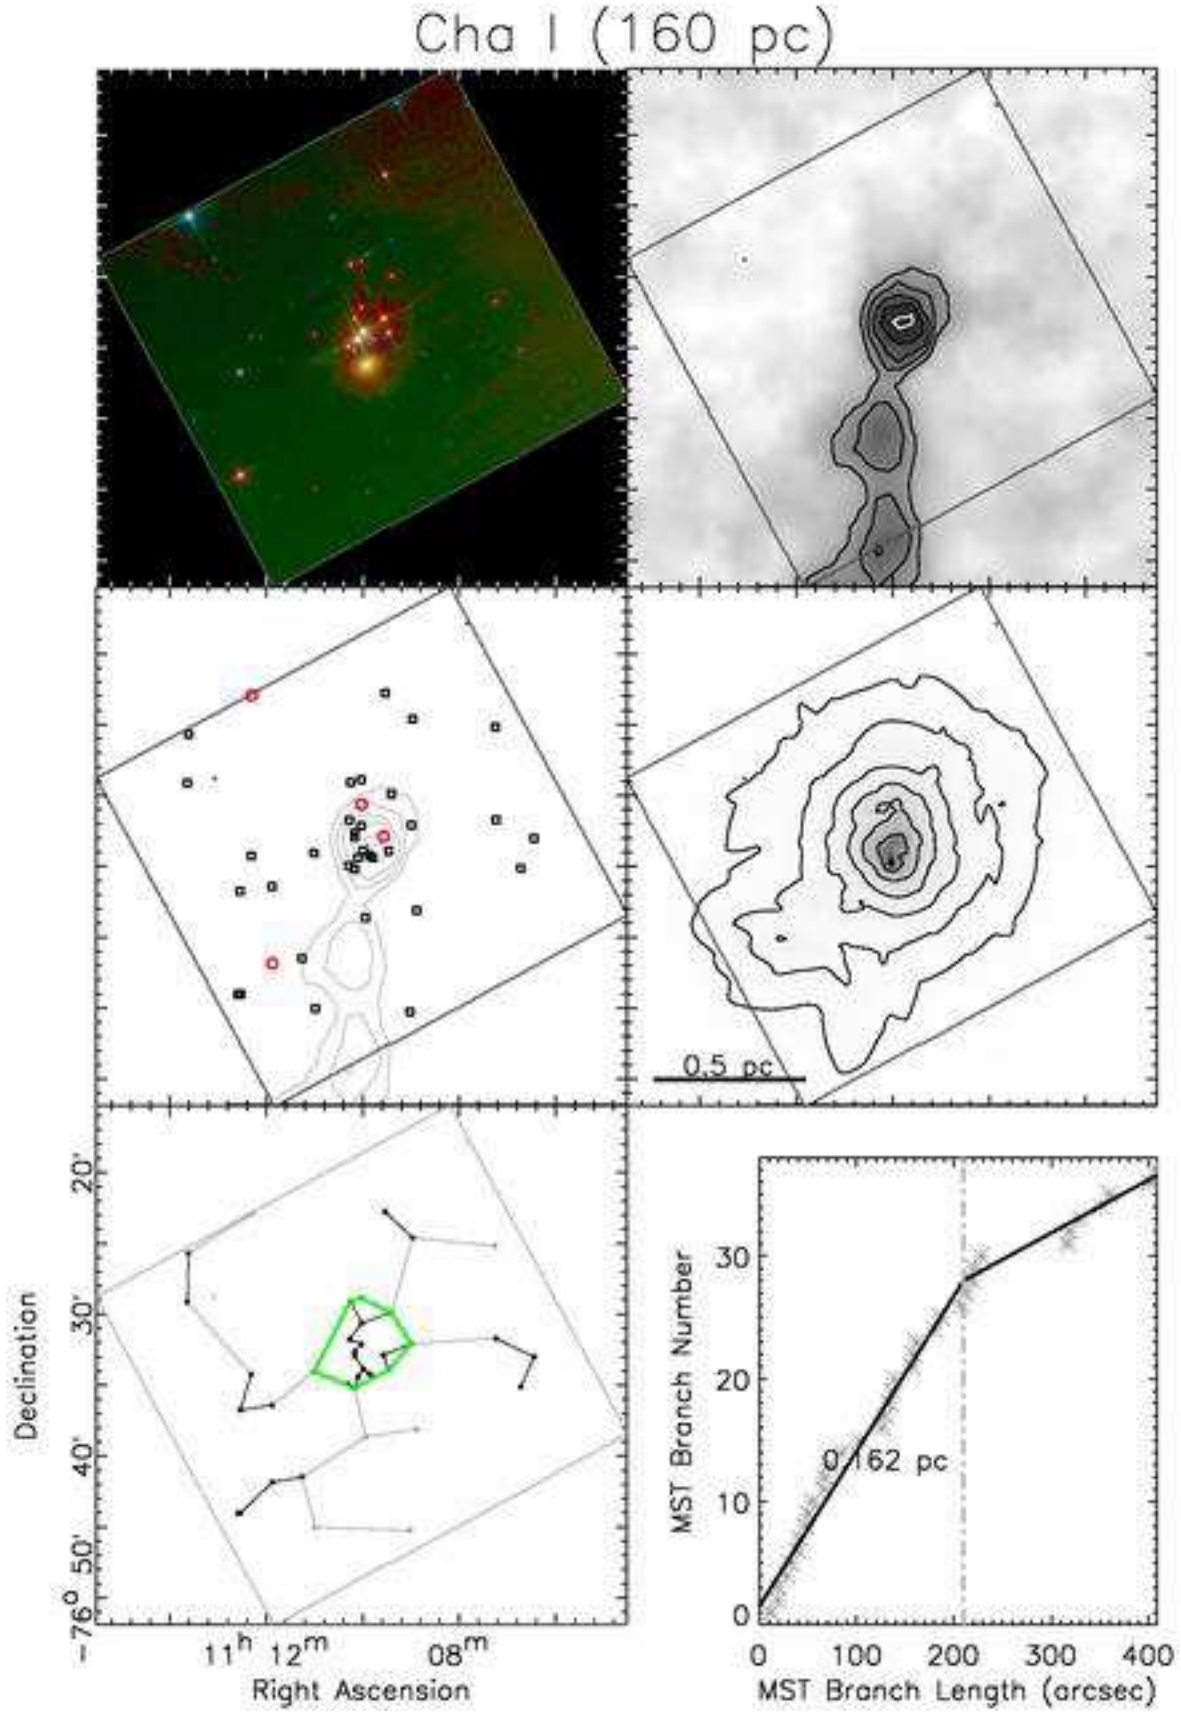 Cha I (160 pc)
0.5 pc
20'
30'
40'
50'
-76°
Declination
11h 12m
08m
Right Ascension
MST Branch Number
30
20
10
0
0.162 pc
0
100
200
300
400
MST Branch Length (arcsec)